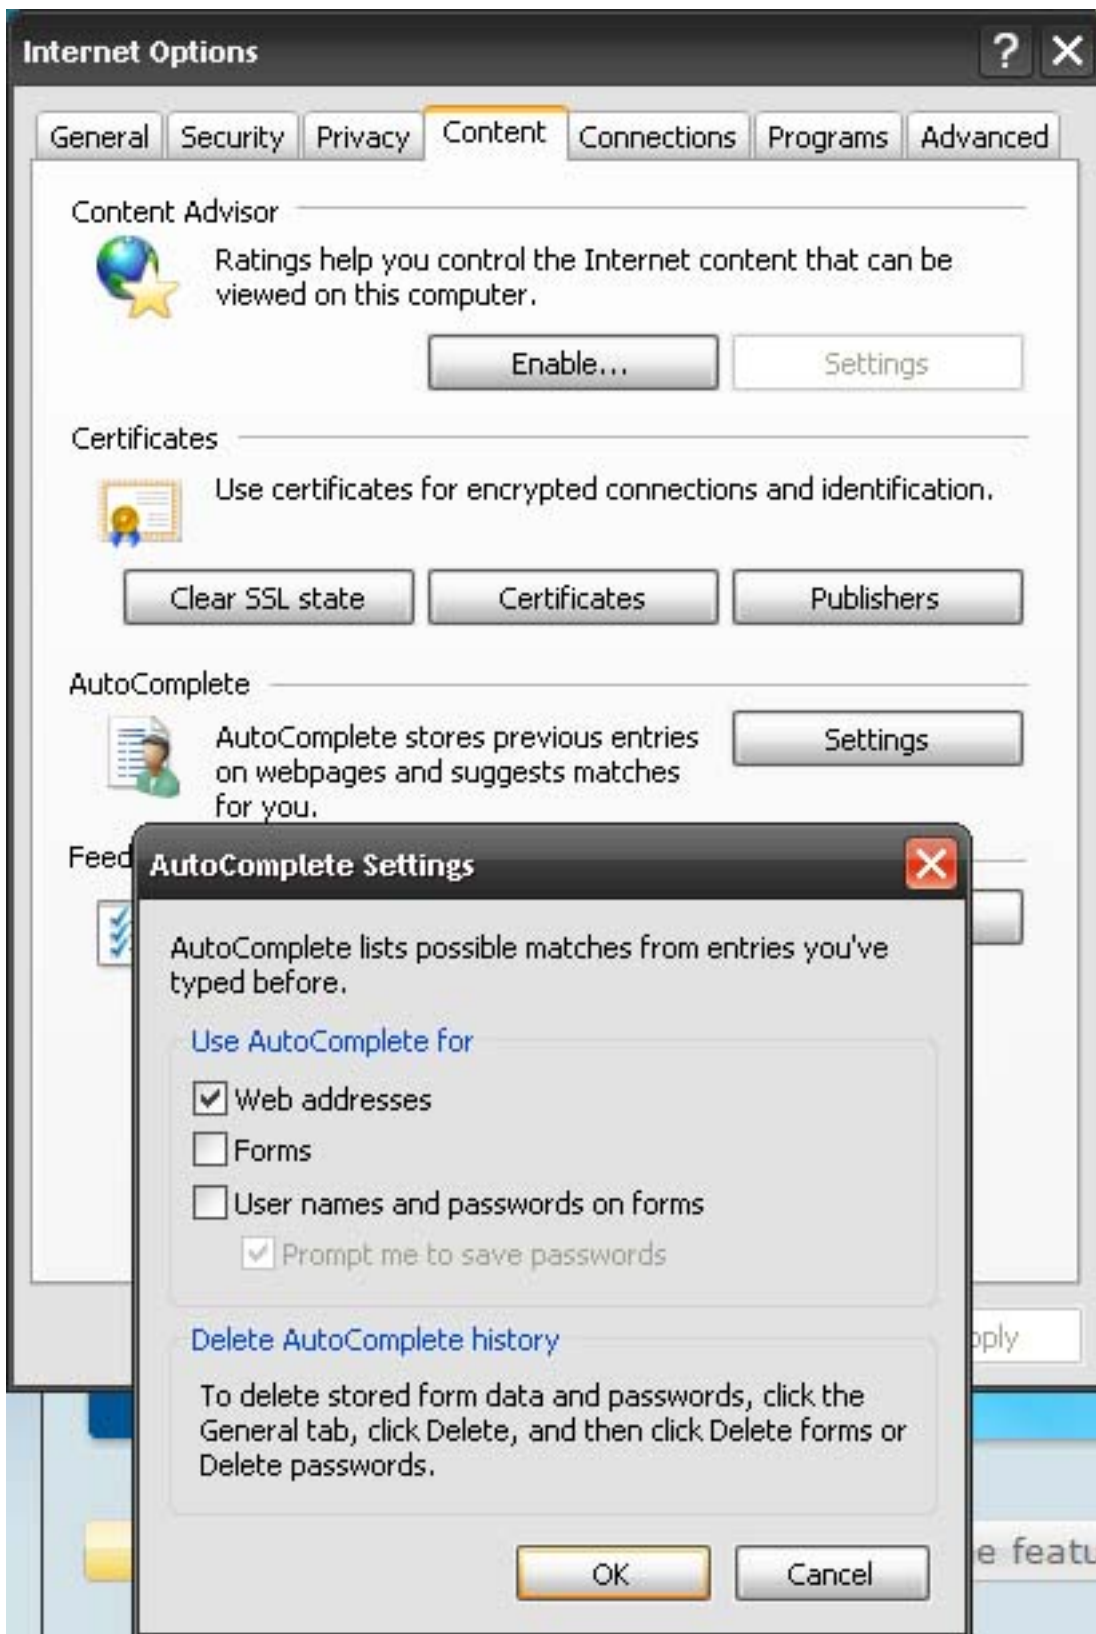 Internet Options
General Security Privacy Content Connections Programs Advanced
Content Advisor
Ratings help you control the Internet content that can be
viewed on this computer.
Enable... Settings
Certificates
Use certificates for encrypted connections and identification.
Clear SSL state Certificates Publishers
AutoComplete
AutoComplete stores previous entries
on webpages and suggests matches
for you.
Settings
Feed
AutoComplete Settings
AutoComplete lists possible matches from entries you've
typed before.
Use AutoComplete for
Web addresses
Forms
User names and passwords on forms
Prompt me to save passwords
pply
Delete AutoComplete history
To delete stored form data and passwords, click the
General tab, click Delete, and then click Delete forms or
Delete passwords.
e featu
OK Cancel